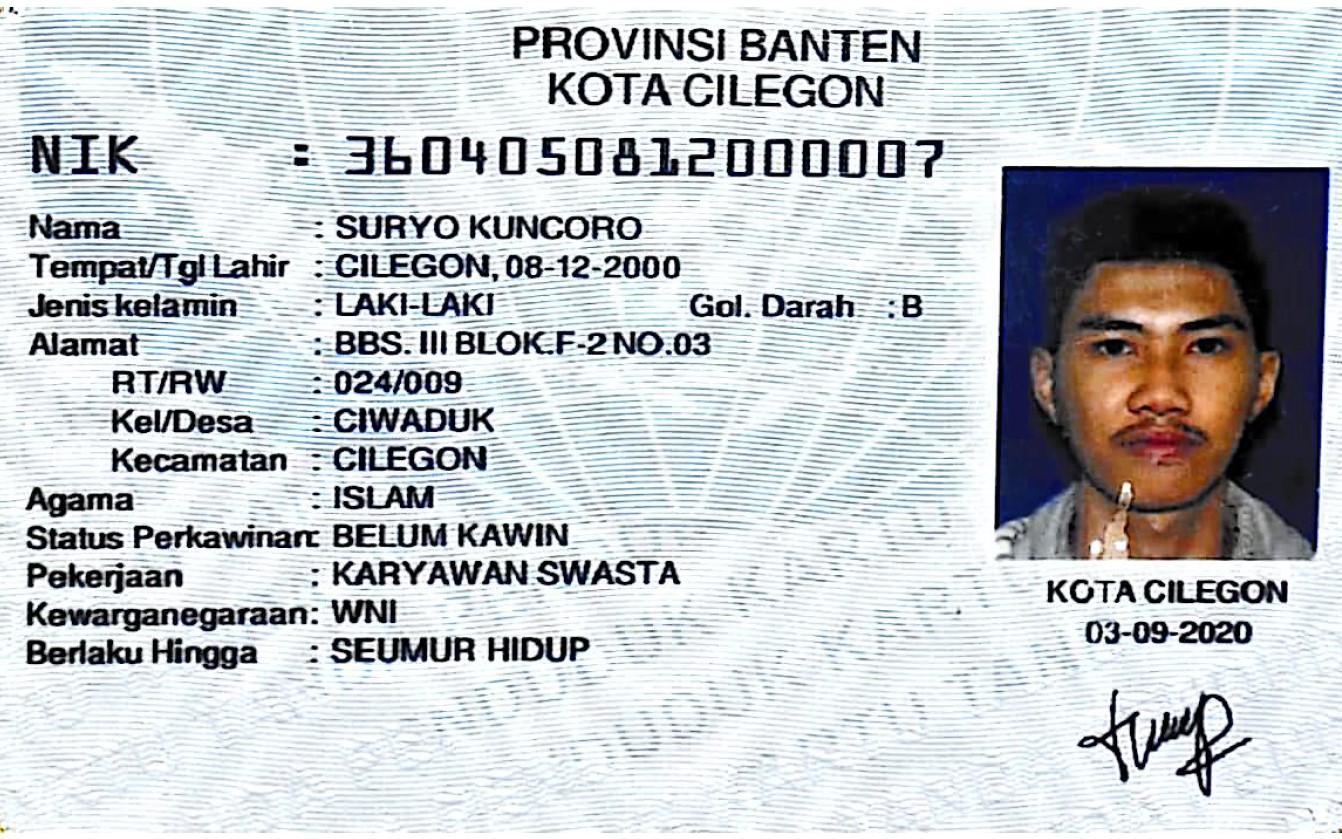 PROVINSI BANTEN
KOTA CILEGON
NIK : 3604050812000007
Nama : SURYO KUNCORO
Tempat/Tgl Lahir : CILEGON, 08-12-2000
Jenis kelamin : LAKI-LAKI Gol. Darah : B
Alamat : BBS. III BLOK.F-2 NO.03
RT/RW : 024/009
Kel/Desa : CIWADUK
Kecamatan : CILEGON
Agama : ISLAM
Status Perkawinan: BELUM KAWIN
Pekerjaan : KARYAWAN SWASTA
Kewarganegaraan: WNI
Berlaku Hingga : SEUMUR HIDUP
KOTA CILEGON
03-09-2020